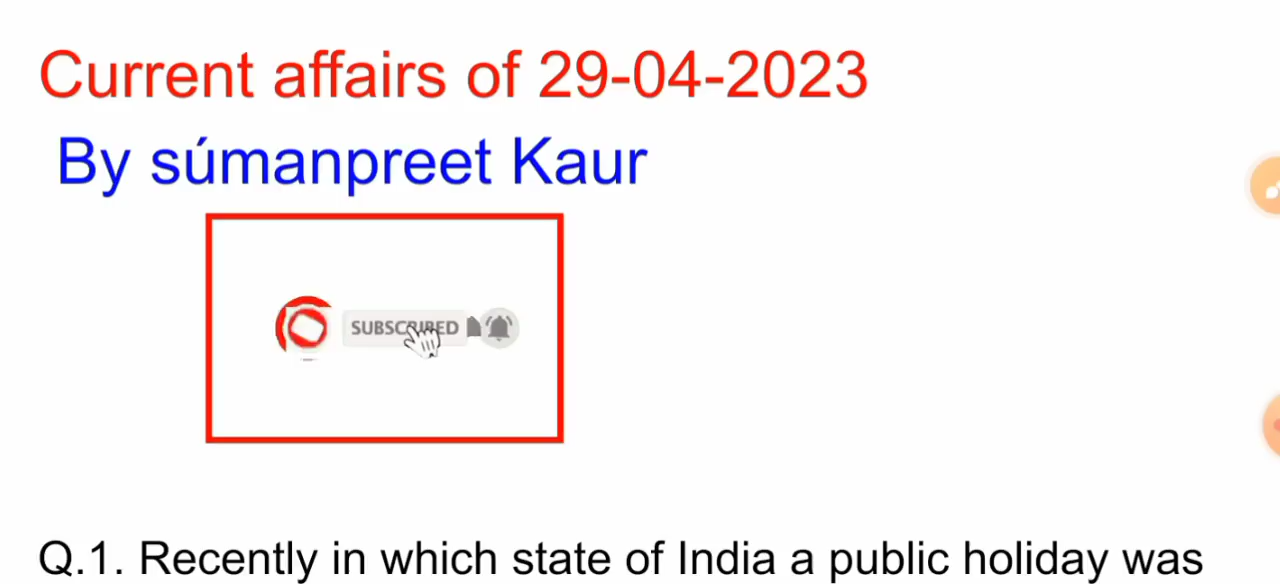 Current affairs of 29-04-2023
By súmanpreet Kaur
SUBSCRIBED
Q.1. Recently in which state of India a public holiday was